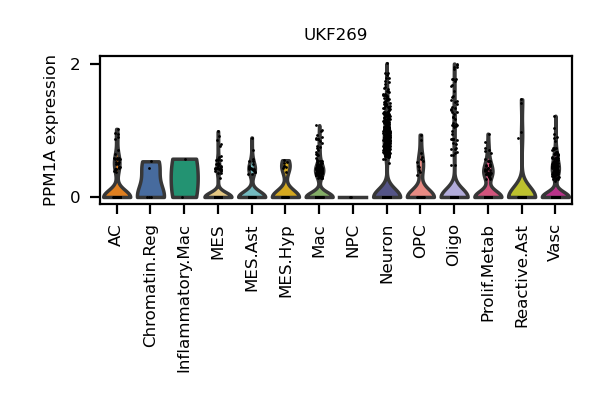 UKF269
PPM1A expression
2
0
AC
Chromatin.Reg
Inflammatory.Mac
MES
MES.Ast
MES.Hyp
Mac
NPC
Neuron
OPC
Oligo
Prolif.Metab
Reactive.Ast
Vasc